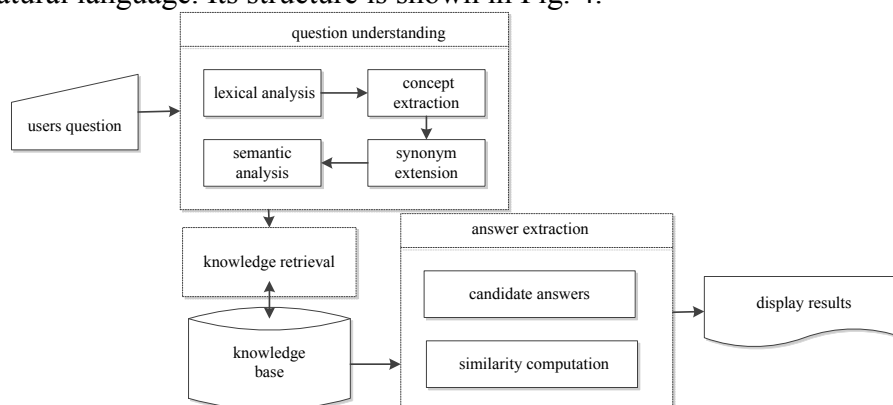 atural language. Its structure is shown in Fig. 4.
question understanding
lexical analysis
concept
extraction
users question
semantic
analysis
synonym
extension
knowledge retrieval
answer extraction
candidate answers
display results
knowledge
base
similarity computation